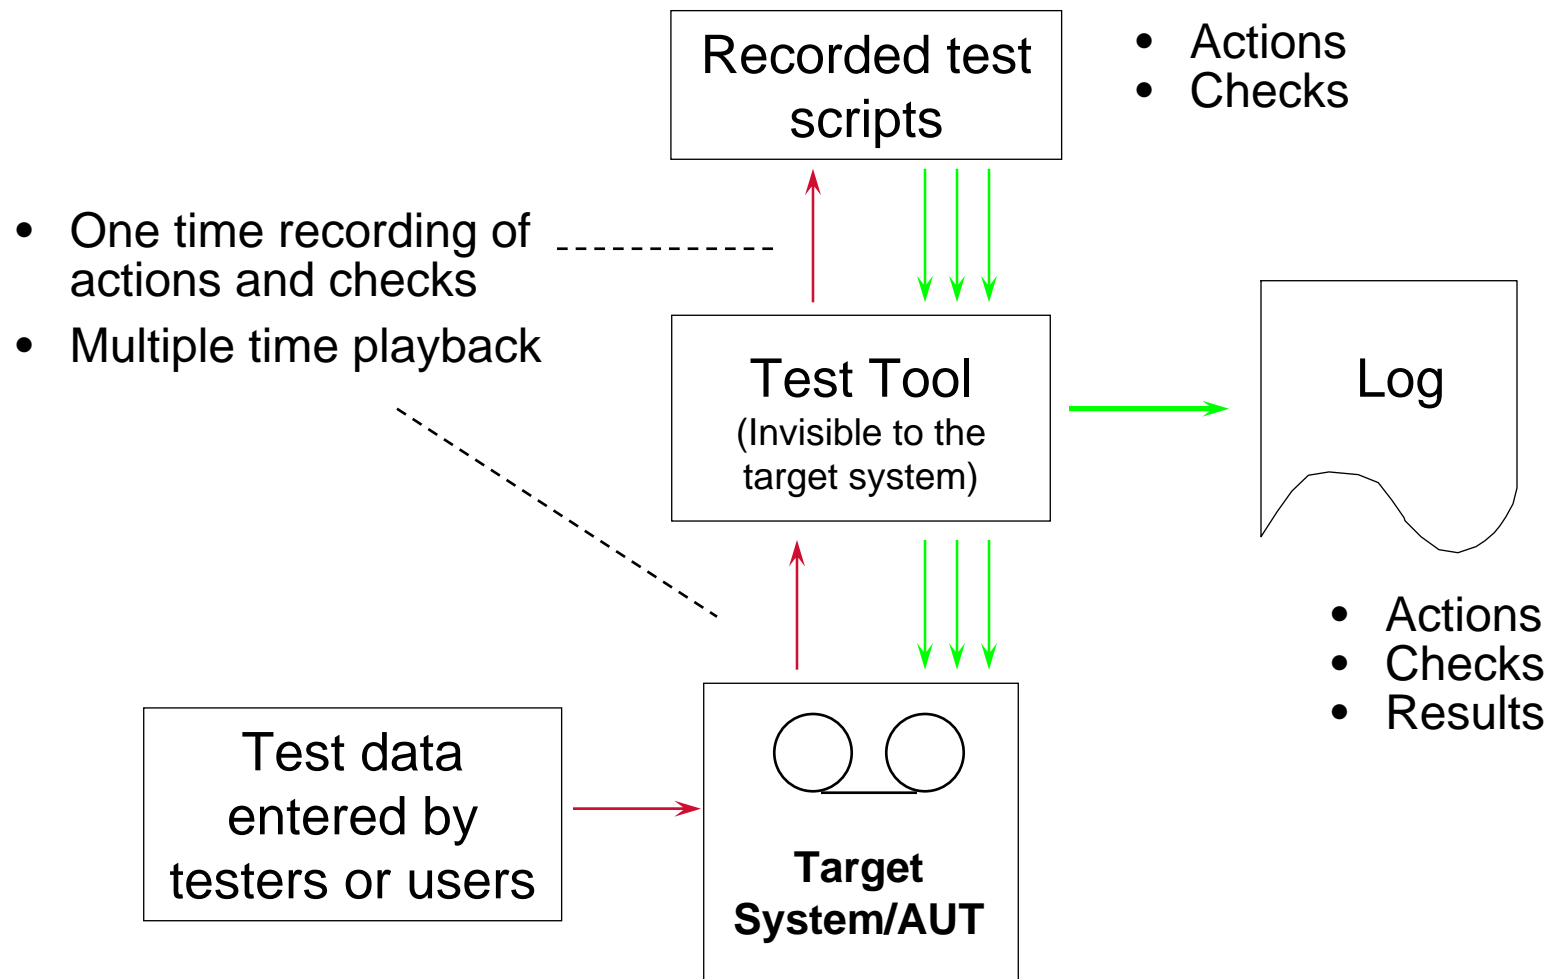 Recorded test
scripts
• Actions
• Checks
• One time recording of
actions and checks
• Multiple time playback
Test Tool
(Invisible to the
target system)
Log
• Actions
• Checks
• Results
Test data
entered by
testers or users
Target
System/AUT